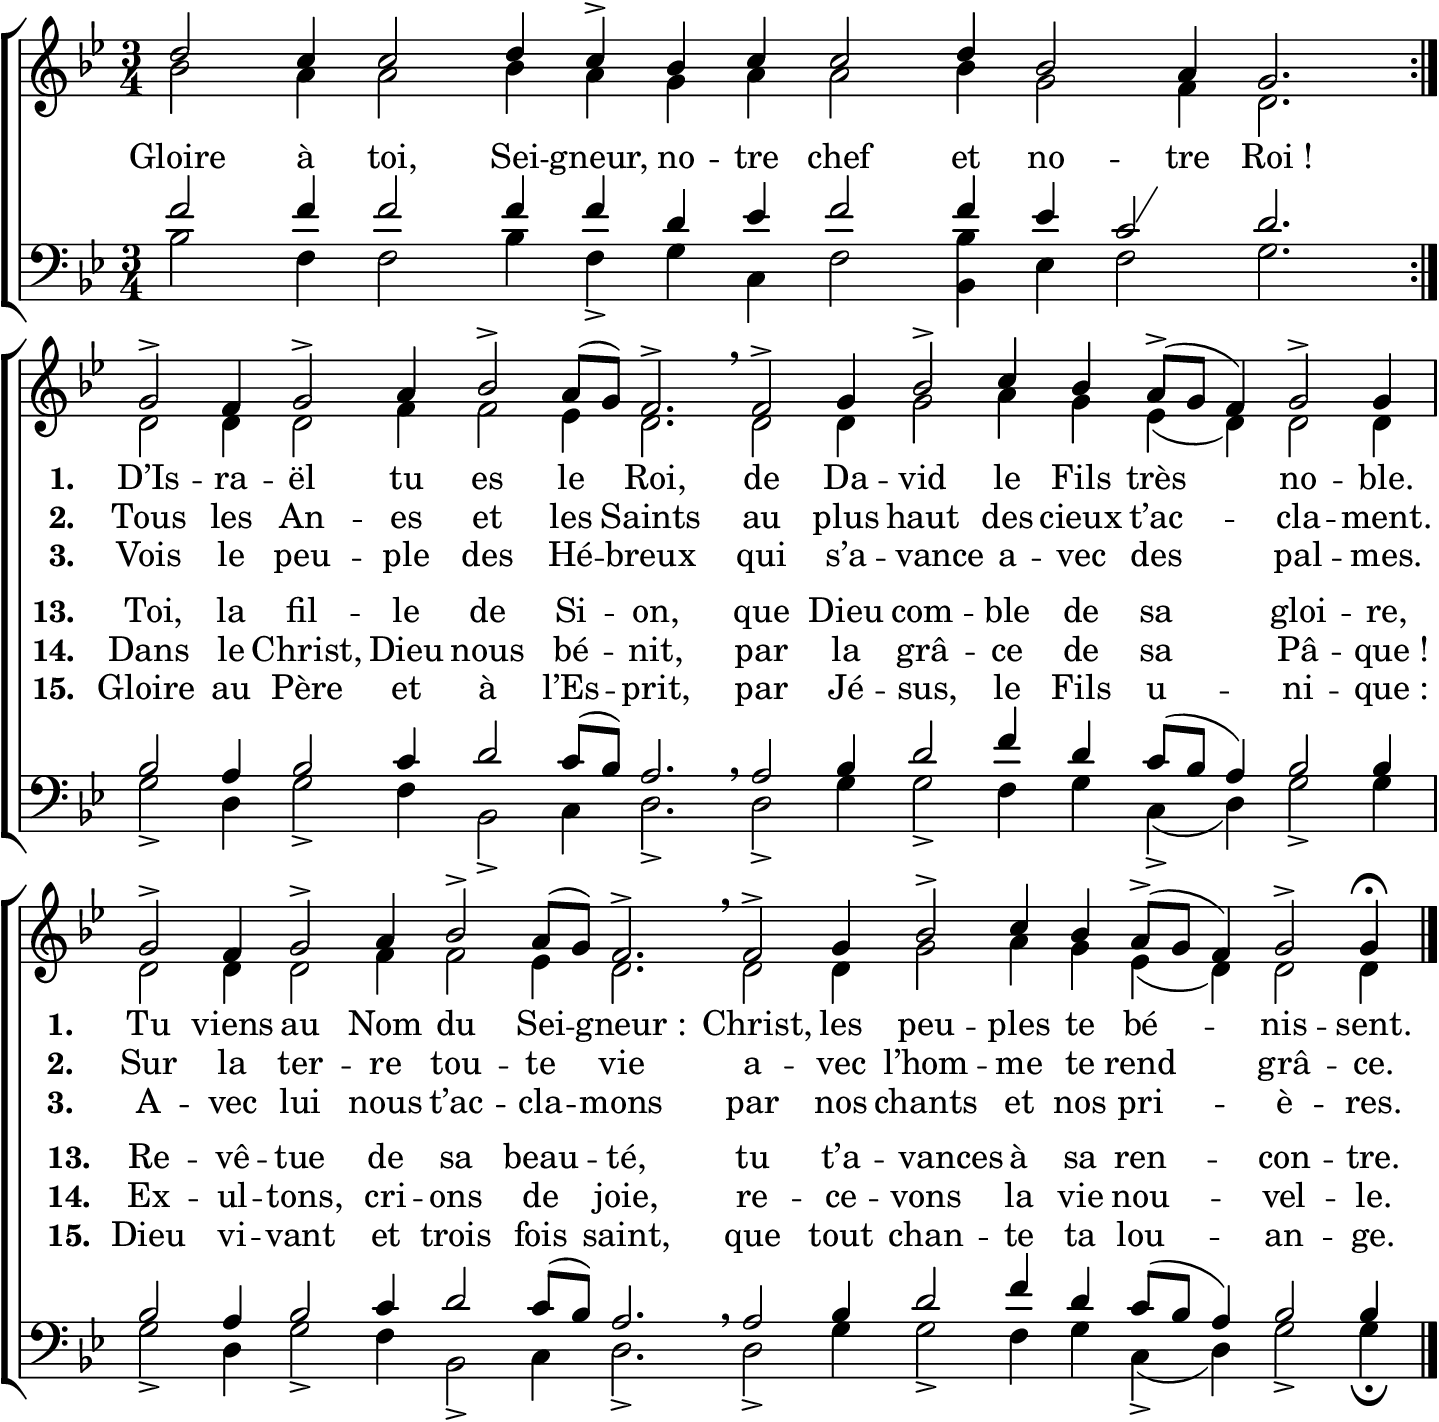 Gloire à toi, Sei - gneur, no - tre chef et no - tre Roi !
1. D’Is - ra - ël tu es le Roi, de Da - vid le Fils très no - ble.
2. Tous les An - es et les Saints au plus haut des cieux t’ac - cla - ment.
3. Vois le peu - ple des Hé - breux qui s’a - vance a - vec des pal - mes.
13. Toi, la fil - le de Si - on, que Dieu com - ble de sa gloi - re,
14. Dans le Christ, Dieu nous bé - nit, par la grâ - ce de sa Pâ - que !
15. Gloire au Père et à l’Es - prit, par Jé - sus, le Fils u - ni - que :
1. Tu viens au Nom du Sei - gneur : Christ, les peu - ples te bé - nis - sent.
2. Sur la ter - re tou - te vie a - vec l’hom - me te rend grâ - ce.
3. A - vec lui nous t’ac - cla - mons par nos chants et nos pri - è - res.
13. Re - vê - tue de sa beau - té, tu t’a - vances à sa ren - con - tre.
14. Ex - ul - tons, cri - ons de joie, re - ce - vons la vie nou - vel - le.
15. Dieu vi - vant et trois fois saint, que tout chan - te ta lou - an - ge.